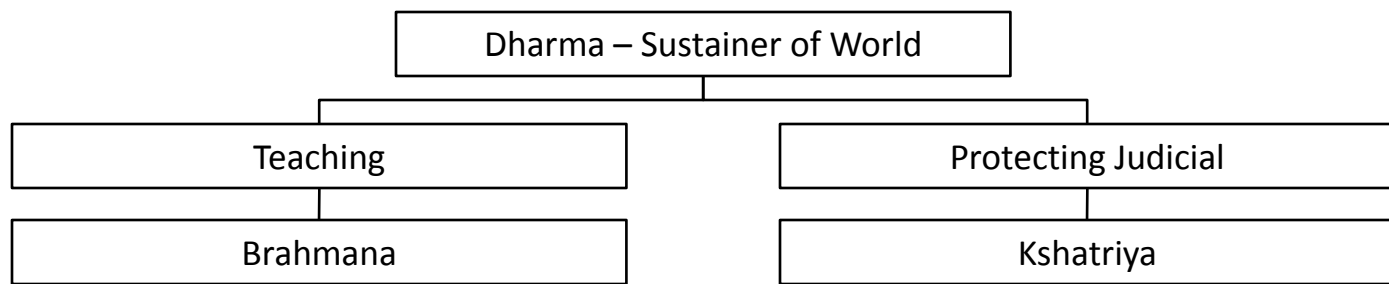 Dharma – Sustainer of World
Teaching
Protecting Judicial
Brahmana
Kshatriya